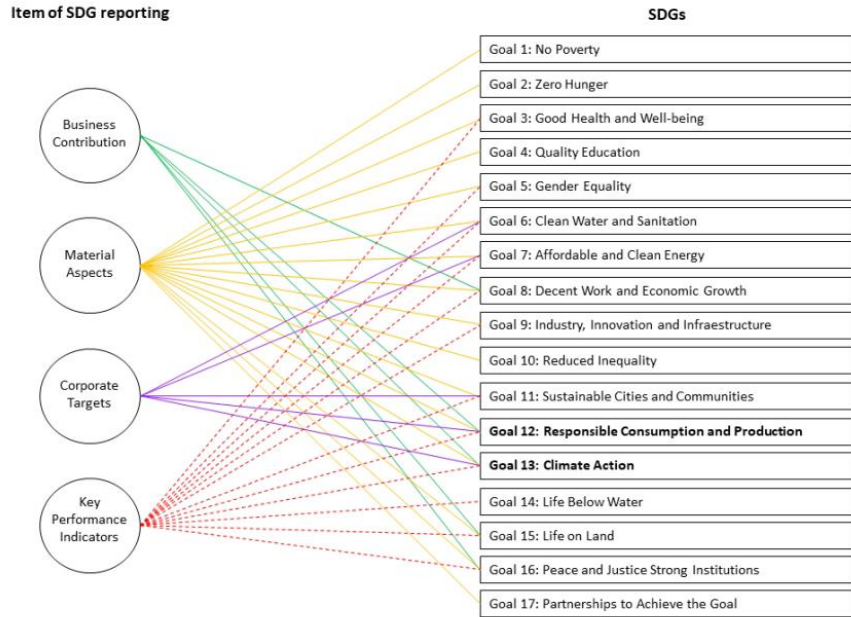 Item of SDG reporting
SDGs
Business
Contribution
Material
Aspects
Corporate
Targets
Key
Performance
Indicators
Goal 1: No Poverty
Goal 2: Zero Hunger
Goal 3: Good Health and Well-being
Goal 4: Quality Education
Goal 5: Gender Equality
Goal 6: Clean Water and Sanitation
Goal 7: Affordable and Clean Energy
Goal 8: Decent Work and Economic Growth
Goal 9: Industry, Innovation and Infraestructure
Goal 10: Reduced Inequality
Goal 11: Sustainable Cities and Communities
Goal 12: Responsible Consumption and Production
Goal 13: Climate Action
Goal 14: Life Below Water
Goal 15: Life on Land
Goal 16: Peace and Justice Strong Institutions
Goal 17: Partnerships to Achieve the Goal